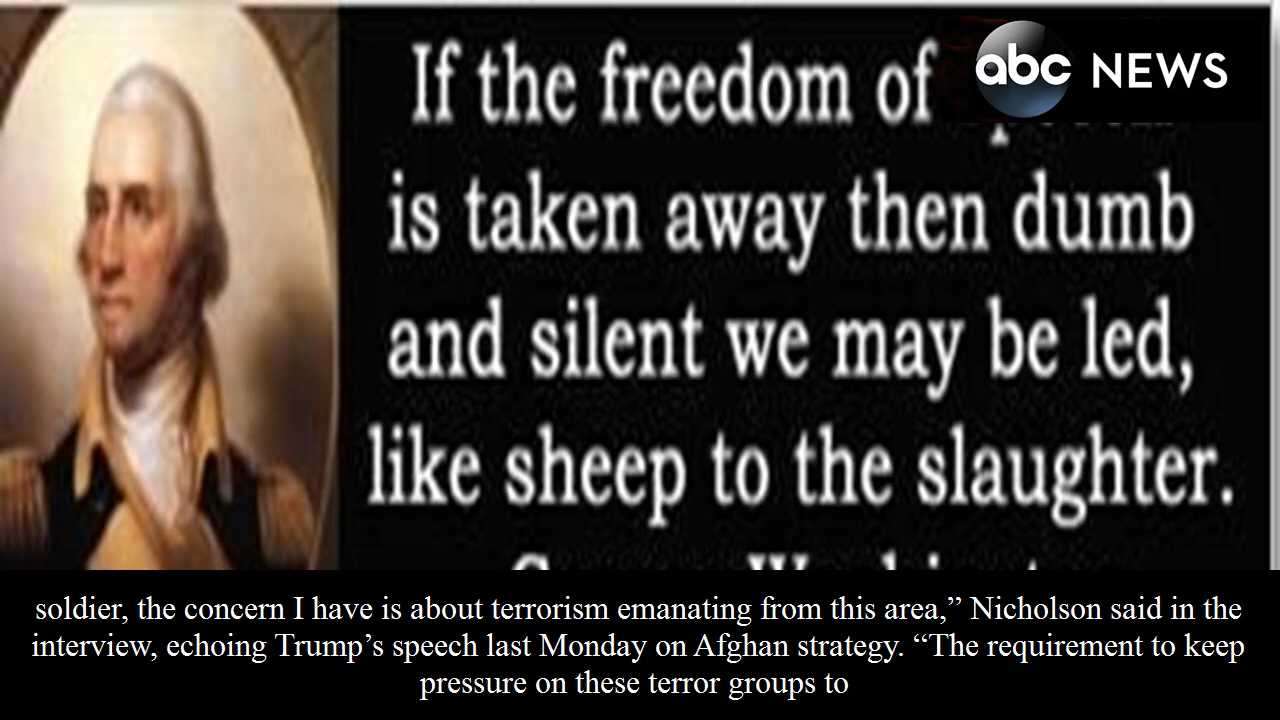 If the freedom of
abc NEWS
is taken away then dumb
and silent we may be led,
like sheep to the slaughter.
soldier, the concern I have is about terrorism emanating from this area,” Nicholson said in the
interview, echoing Trump’s speech last Monday on Afghan strategy. “The requirement to keep
pressure on these terror groups to